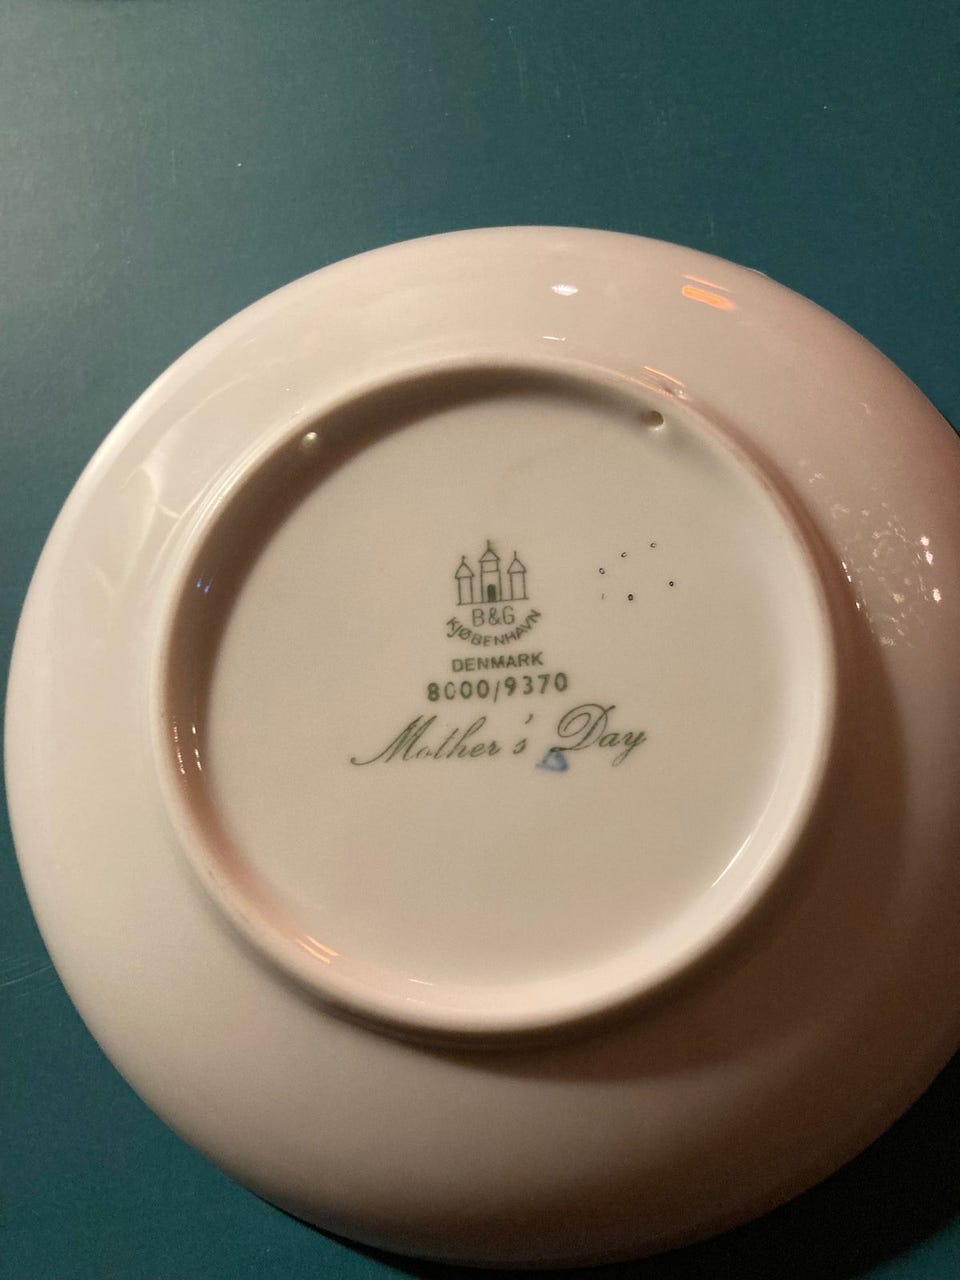 B&G
KJØBENHAVN
DENMARK
8000/9370
Mother's Day